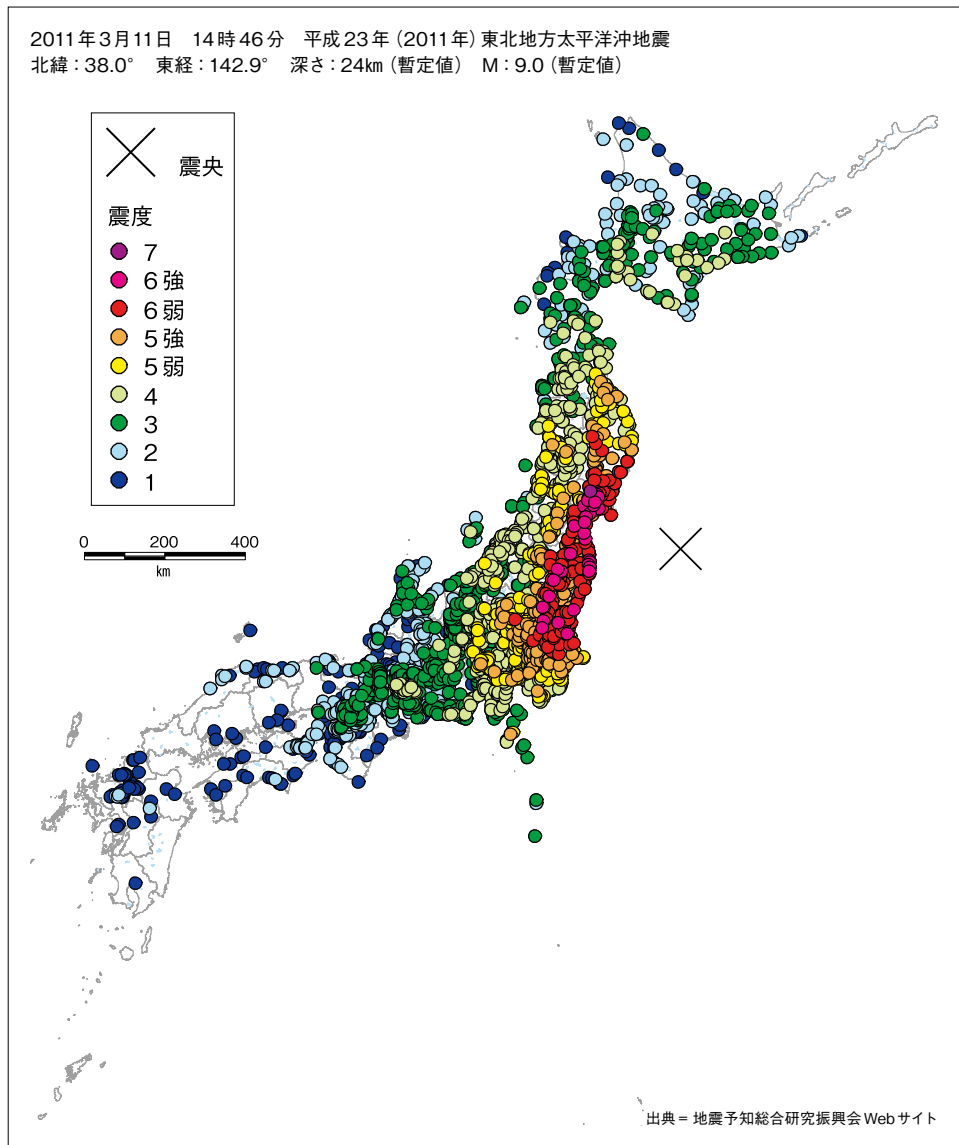 2011年3月11日　14時46分　平成23年（2011年）東北地方太平洋沖地震
北緯：38.0°　東経：142.9°　深さ：24㎞（暫定値）　M：9.0（暫定値）
震央
震度
7
6強
6弱
5強
5弱
4
3
2
1
0 200 400
㎞
出典＝地震予知総合研究振興会Webサイト